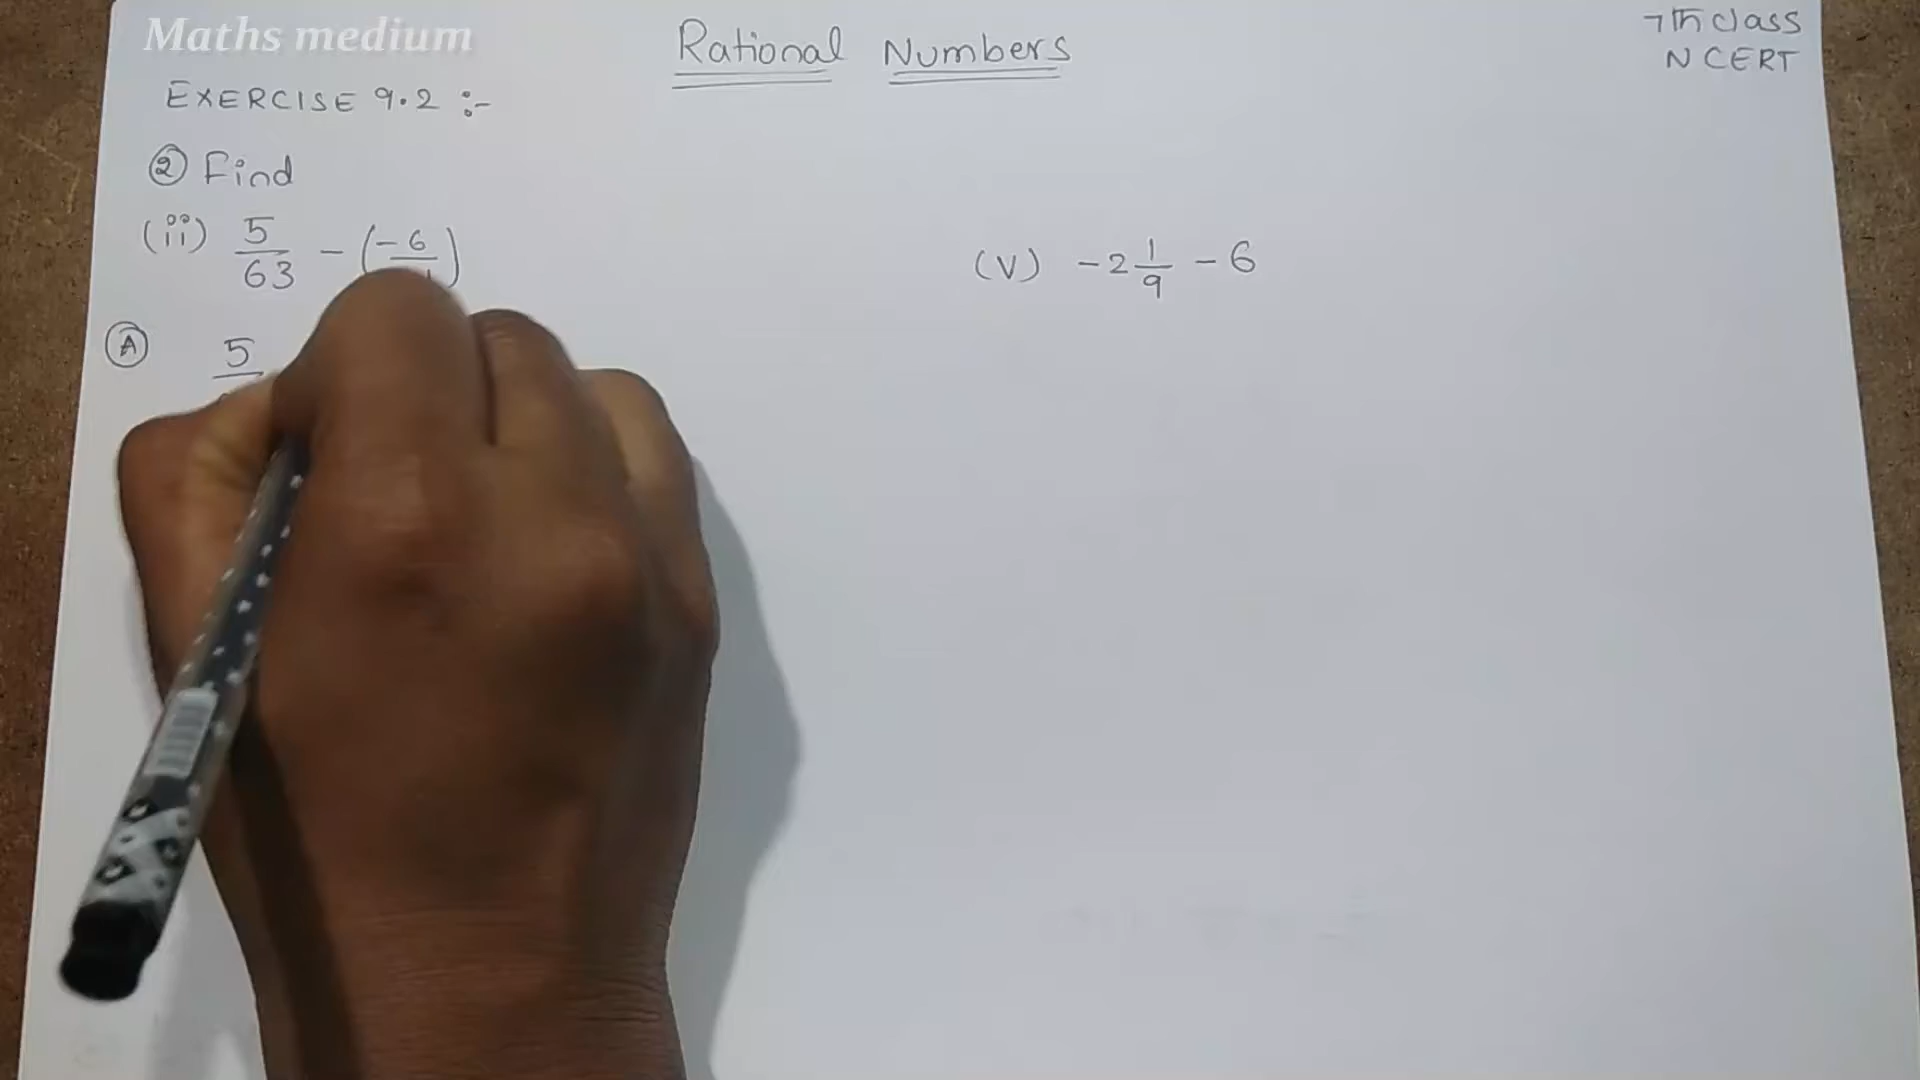 Maths medium
Rational Numbers
7th class
NCERT
EXERCISE 9.2 :-
② Find
(ii) 5/63 - (-6/
(V) -2 1/9 - 6
Ⓐ 5